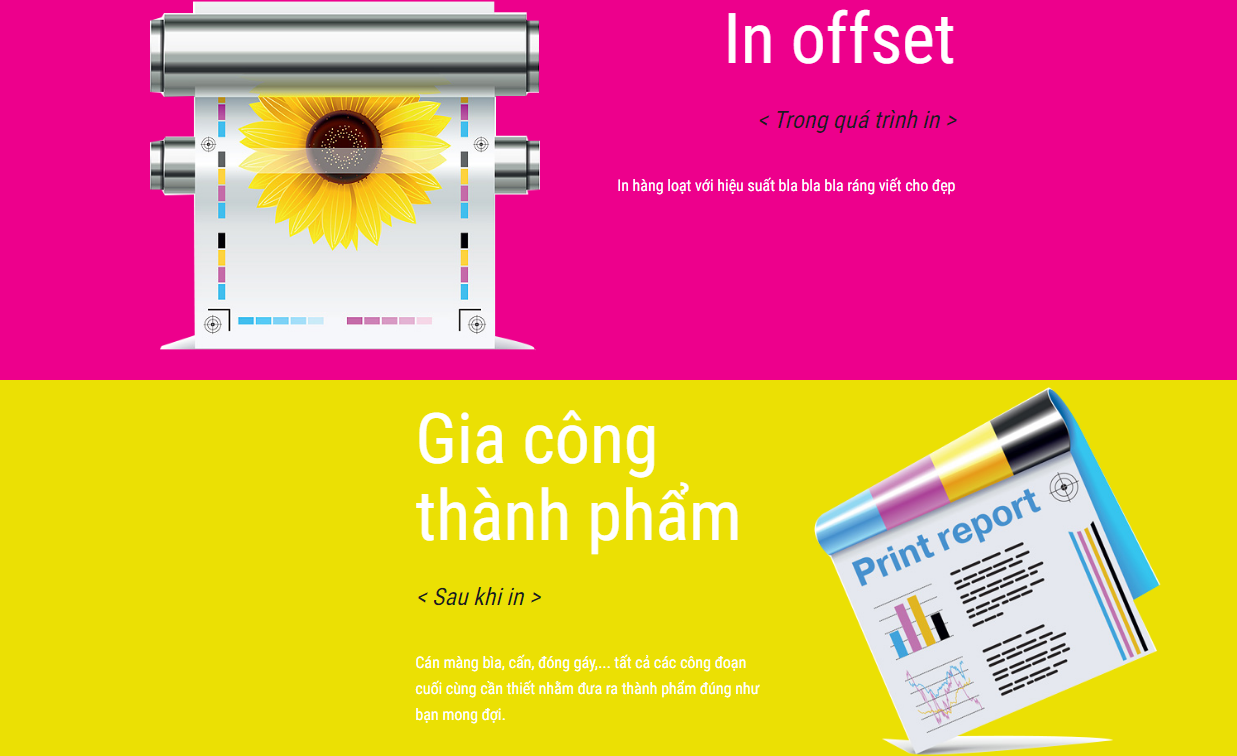 In offset
< Trong quá trình in >
In hàng loạt với hiệu suất bla bla bla ráng viết cho đẹp
Gia công
thành phẩm
< Sau khi in >
Cán màng bìa, cấn, đóng gáy,... tất cả các công đoạn
cuối cùng cần thiết nhằm đưa ra thành phẩm đúng như
bạn mong đợi.
Print report